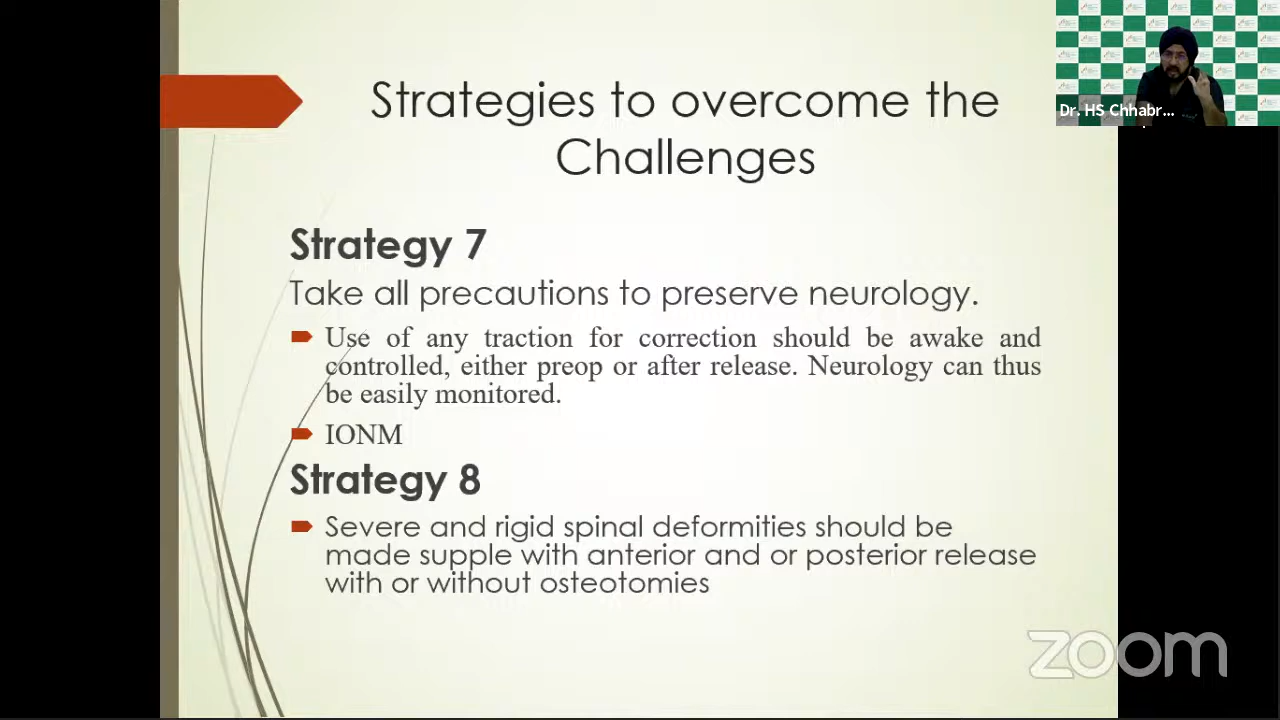 Dr. HS Chhabr...
Strategies to overcome the
Challenges
Strategy 7
Take all precautions to preserve neurology.
Use of any traction for correction should be awake and
controlled, either preop or after release. Neurology can thus
be easily monitored.
IONM
Strategy 8
Severe and rigid spinal deformities should be
made supple with anterior and or posterior release
with or without osteotomies
zoom